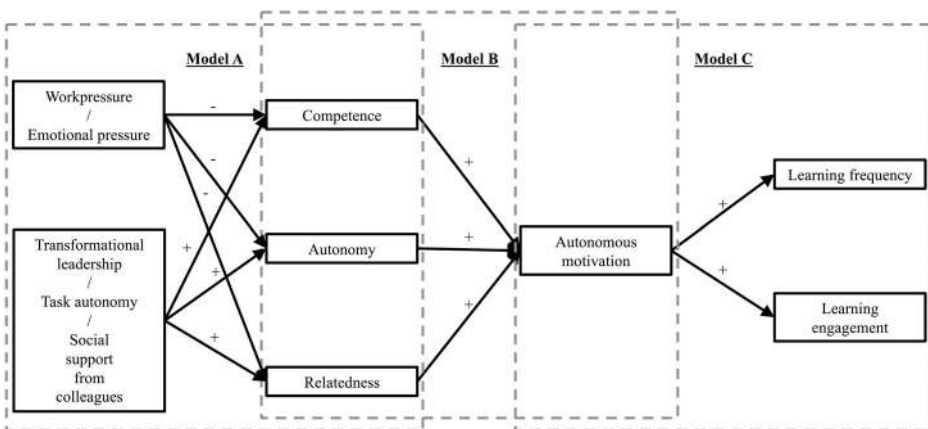 Model A
Model B
Model C
Workpressure
/
Emotional pressure
-
-
-
Competence
+
Learning frequency
+
Transformational
leadership
/
Task autonomy
/
Social
support
from
colleagues
+
+
+
Autonomy
+
Autonomous
motivation
+
Learning
engagement
+
Relatedness